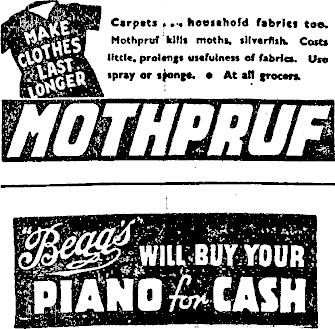 MAKE
CLOTHES
LAST
LONGER
Carpets . . . household fabrics too.
Mothpruf kills moths, silverfish. Costs
little, prolongs usefulness of fabrics. Use
spray or sponge. ● At all grocers.
MOTHPRUF
"Begg's" WILL BUY YOUR
PIANO for CASH